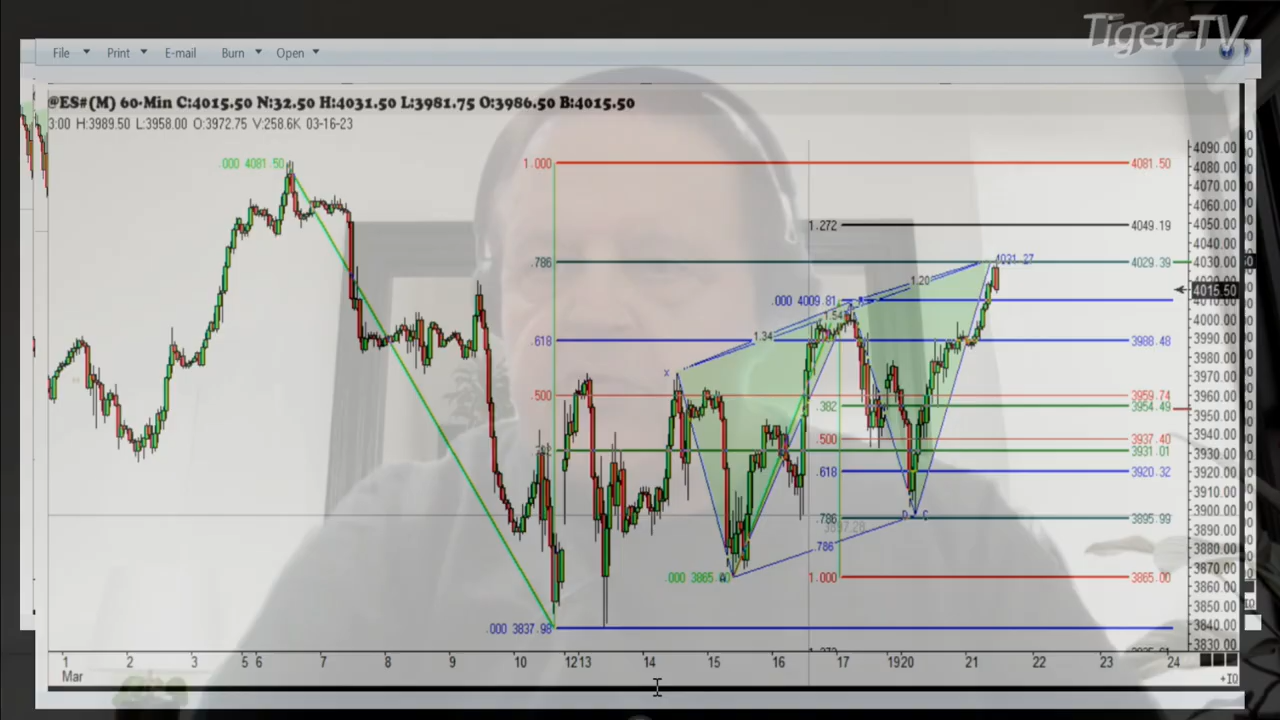 Tiger-TV
File Print E-mail Burn Open
@ES#(M) 60-Min C:4015.50 N:32.50 H:4031.50 L:3981.75 O:3986.50 B:4015.50
3:00 H:3989.50 L:3958.00 O:3972.75 V:258.6K 03-16-23
4090.00
.000 4081.50 1.000 4081.50 4080.00
4070.00
4060.00
1.272 4049.19 4050.00
4040.00
.786 4031.27 4029.39 4030.00
1.20
4015.50
.000 4009.81 4010.00
1.54
4000.00
1.34
.618 3988.48 3990.00
3980.00
x 3970.00
.500 3959.74 3960.00
.382 3954.49 3950.00
3940.00
.500 3937.40
3931.01 3930.00
.618 3920.32 3920.00
3910.00
3900.00
.786 D C 3895.99
3897.28 3890.00
.786 3880.00
.000 3865.00 A 1.000 3865.00 3870.00
3860.00
3850.00
.000 3837.98 3840.00
3830.00
1 2 3 5 6 7 8 9 10 12 13 14 15 16 17 19 20 21 22 23 24
Mar
+10